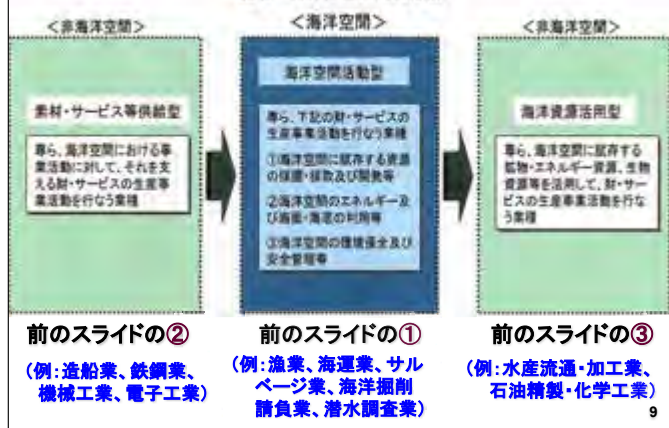 <非海洋空間>
素材・サービス等供給型
専ら、海洋空間における事
業活動に対して、それを支
える財・サービスの生産事
業活動を行なう業種
前のスライドの②
(例:造船業、鉄鋼業、
機械工業、電子工業)
<海洋空間>
海洋空間活動型
専ら、下記の財・サービスの
生産事業活動を行なう業種
①海洋空間に賦存する資源
の採捕・採取及び開発等
②海洋空間のエネルギー及
び海面・海底の利用等
③海洋空間の環境保全及び
安全管理等
前のスライドの①
(例:漁業、海運業、サル
ベージ業、海洋掘削
請負業、潜水調査業)
<非海洋空間>
海洋資源活用型
専ら、海洋空間に賦存する
鉱物・エネルギー資源、生物
資源等を活用して、財・サー
ビスの生産事業活動を行な
う業種
前のスライドの③
(例:水産流通・加工業、
石油精製・化学工業)
9